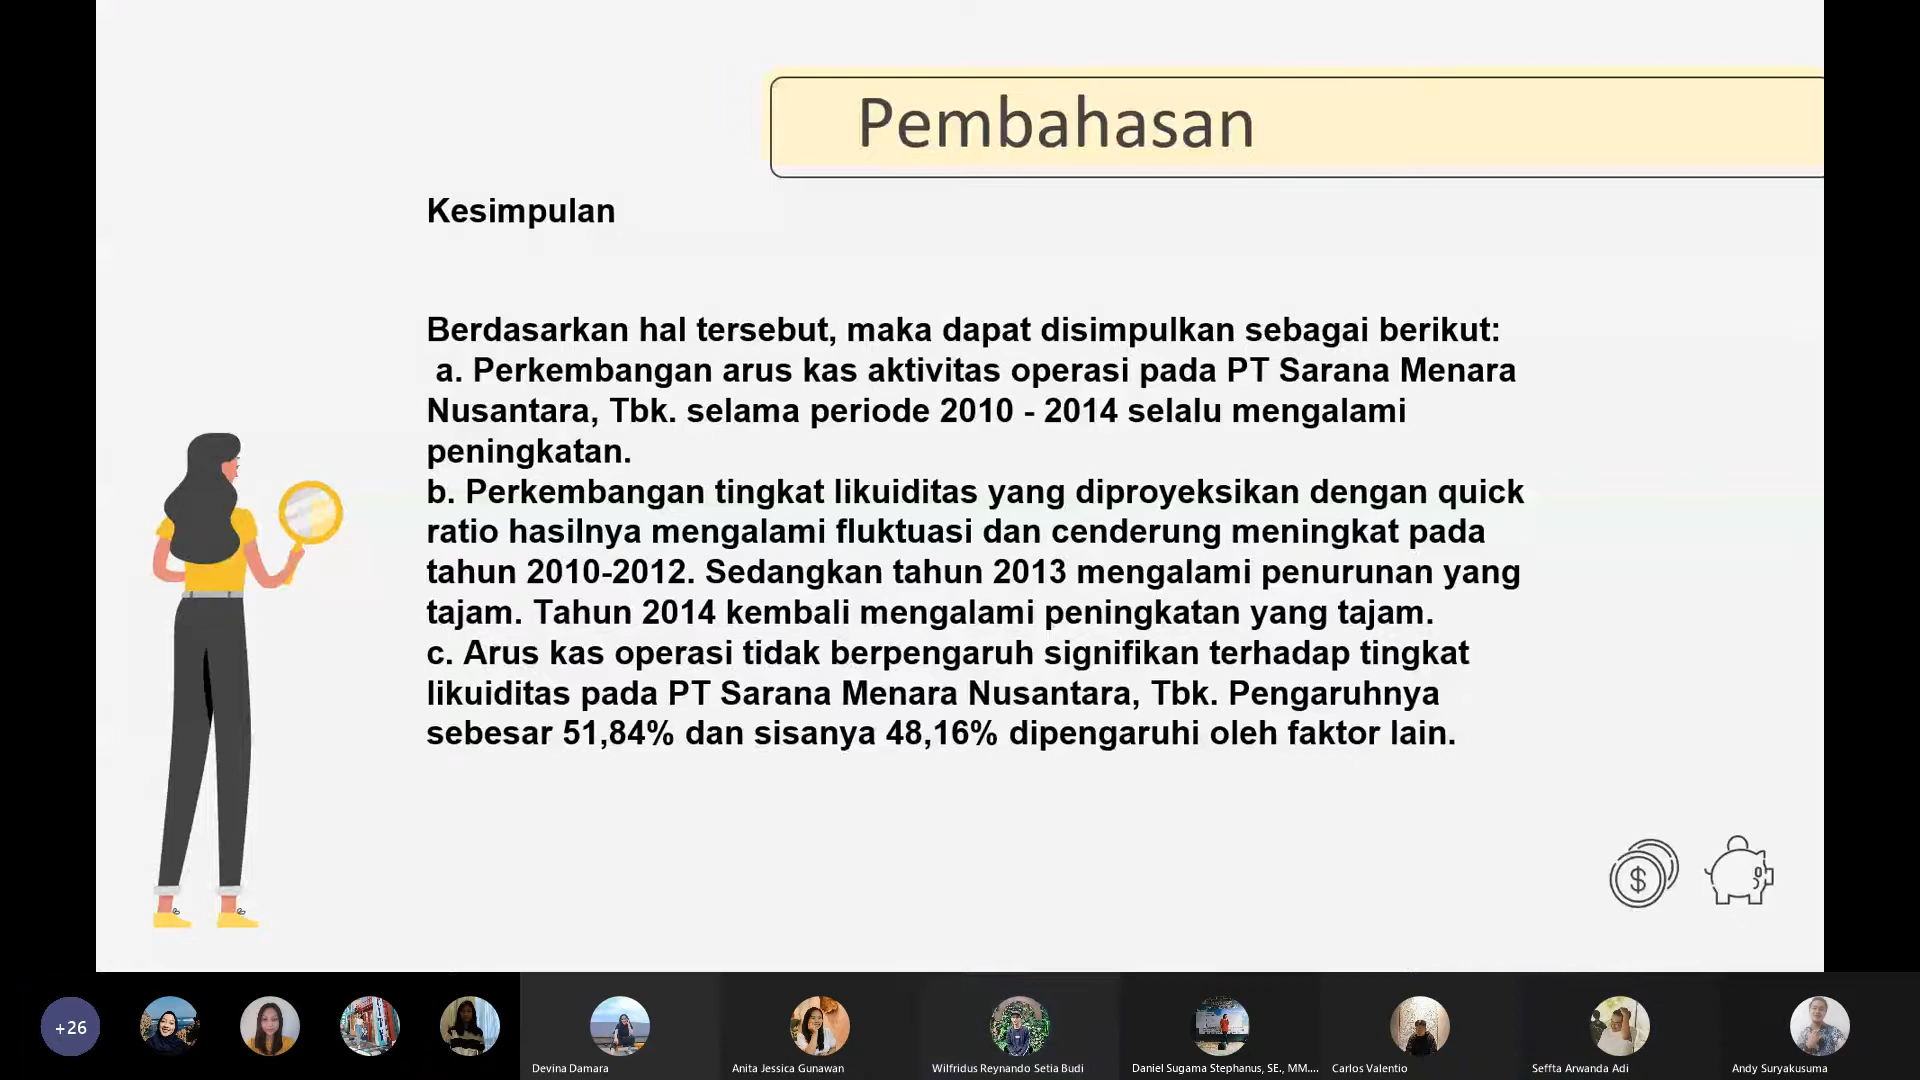 Pembahasan
Kesimpulan
Berdasarkan hal tersebut, maka dapat disimpulkan sebagai berikut:
a. Perkembangan arus kas aktivitas operasi pada PT Sarana Menara
Nusantara, Tbk. selama periode 2010 - 2014 selalu mengalami
peningkatan.
b. Perkembangan tingkat likuiditas yang diproyeksikan dengan quick
ratio hasilnya mengalami fluktuasi dan cenderung meningkat pada
tahun 2010-2012. Sedangkan tahun 2013 mengalami penurunan yang
tajam. Tahun 2014 kembali mengalami peningkatan yang tajam.
c. Arus kas operasi tidak berpengaruh signifikan terhadap tingkat
likuiditas pada PT Sarana Menara Nusantara, Tbk. Pengaruhnya
sebesar 51,84% dan sisanya 48,16% dipengaruhi oleh faktor lain.
$
+26
Devina Damara
Anita Jessica Gunawan
Wilfridus Reynando Setia Budi
Daniel Sugama Stephanus, SE., MM....
Carlos Valentio
Seffta Arwanda Adi
Andy Suryakusuma